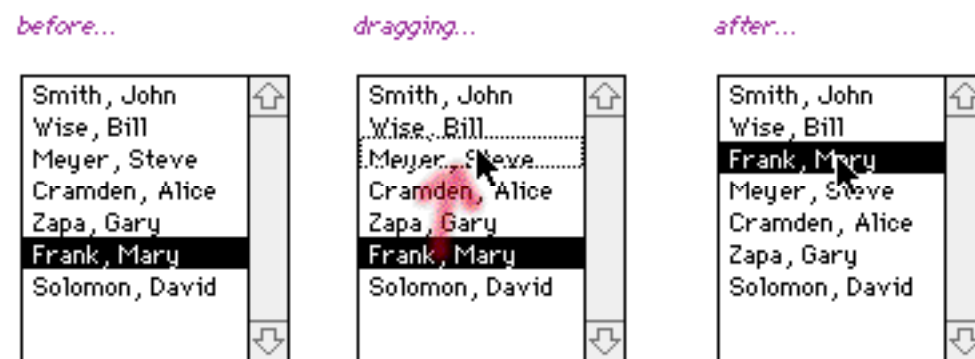 before...
Smith, John
Wise, Bill
Meyer, Steve
Cramden, Alice
Zapa, Gary
Frank, Mary
Solomon, David
dragging...
Smith, John
Wise, Bill
Meyer, Steve
Cramden, Alice
Zapa, Gary
Frank, Mary
Solomon, David
after...
Smith, John
Wise, Bill
Frank, Mary
Meyer, Steve
Cramden, Alice
Zapa, Gary
Solomon, David